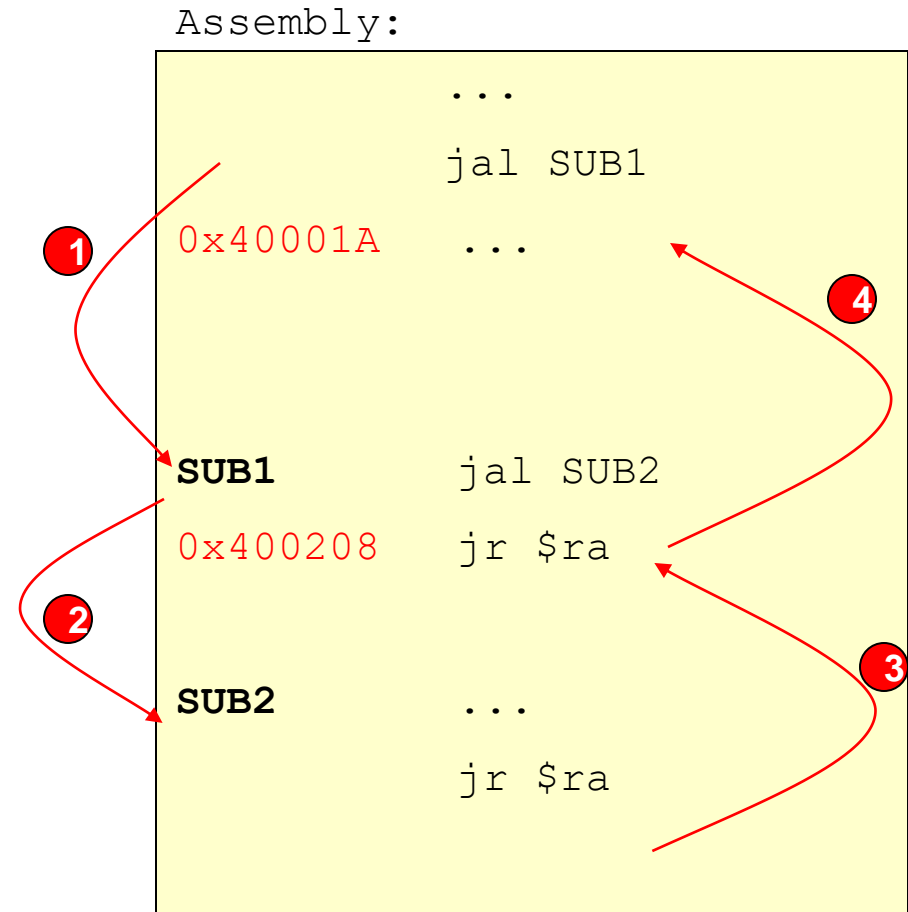 Assembly:
...
jal SUB1
1
0x40001A ...
4
SUB1 jal SUB2
0x400208 jr $ra
2
3
SUB2 ...
jr $ra